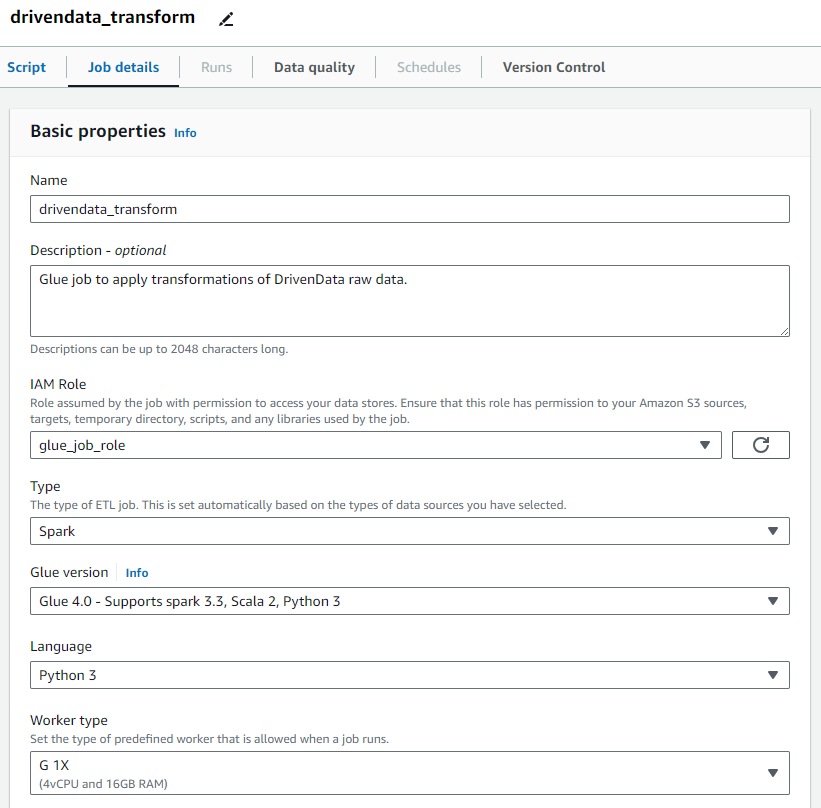 drivendata_transform
Script
Job details
Runs
Data quality
Schedules
Version Control
Basic properties Info
Name
drivendata_transform
Description - optional
Glue job to apply transformations of DrivenData raw data.
Descriptions can be up to 2048 characters long.
IAM Role
Role assumed by the job with permission to access your data stores. Ensure that this role has permission to your Amazon S3 sources,
targets, temporary directory, scripts, and any libraries used by the job.
glue_job_role
Type
The type of ETL job. This is set automatically based on the types of data sources you have selected.
Spark
Glue version Info
Glue 4.0 - Supports spark 3.3, Scala 2, Python 3
Language
Python 3
Worker type
Set the type of predefined worker that is allowed when a job runs.
G 1X
(4vCPU and 16GB RAM)